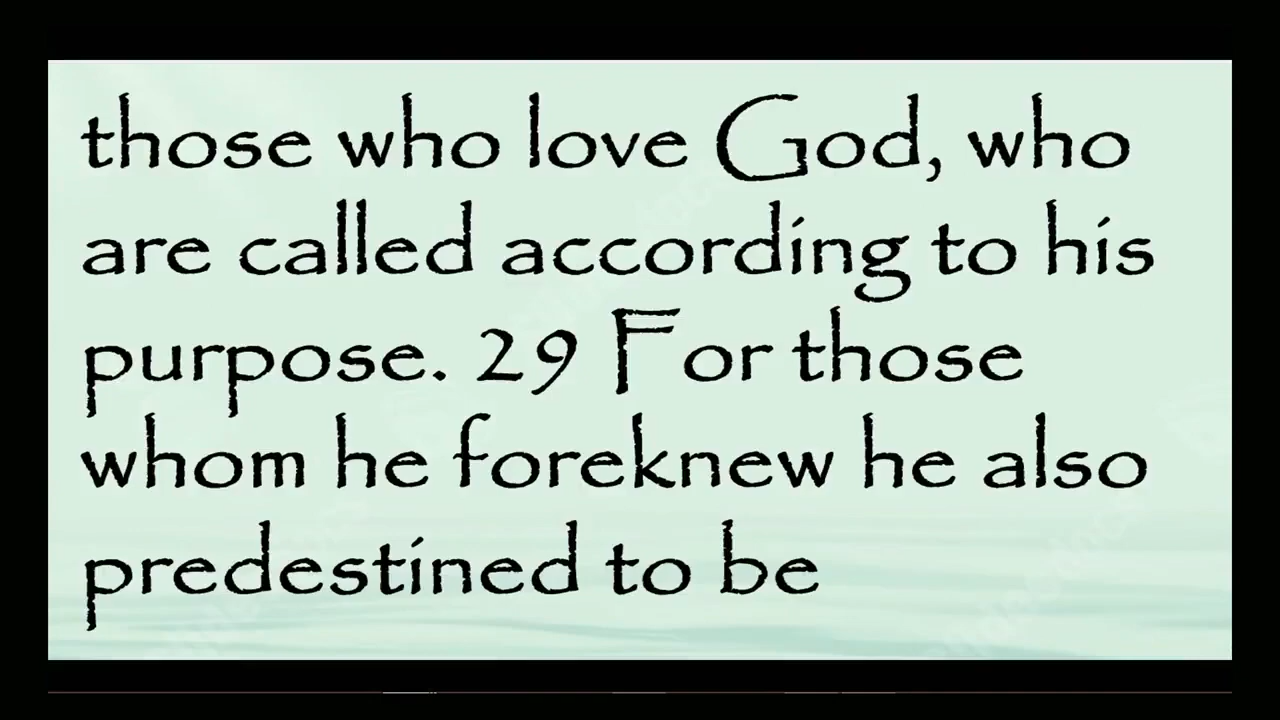 those who love God, who
are called according to his
purpose. 29 For those
whom he foreknew he also
predestined to be